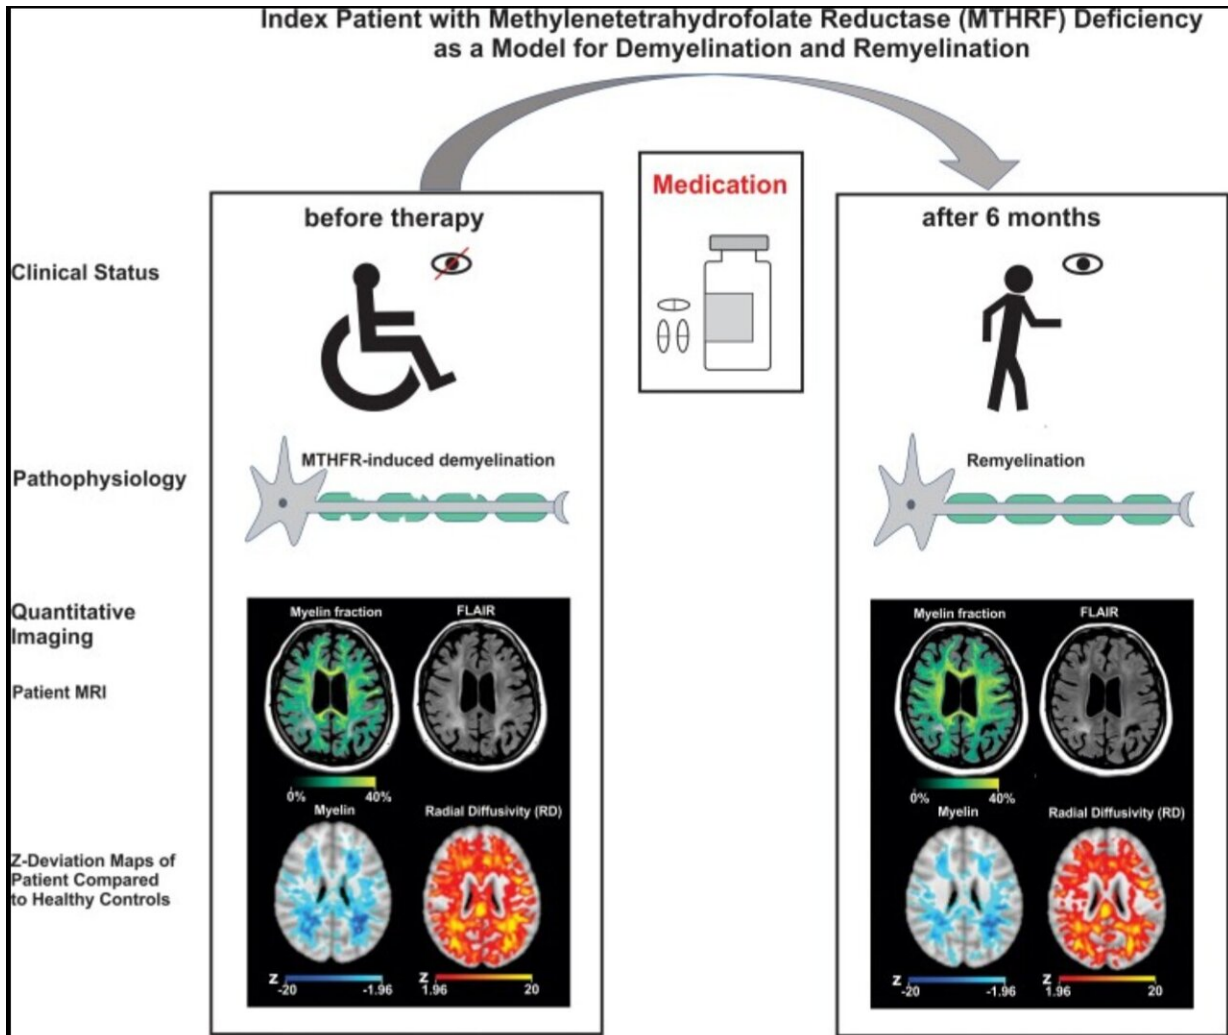 Index Patient with Methylenetetrahydrofolate Reductase (MTHRF) Deficiency
as a Model for Demyelination and Remyelination
Medication
before therapy
after 6 months
Clinical Status
Pathophysiology
MTHFR-induced demyelination
Remyelination
Quantitative
Imaging
Patient MRI
Myelin fraction
FLAIR
0%
40%
Myelin fraction
FLAIR
0%
40%
Z-Deviation Maps of
Patient Compared
to Healthy Controls
Myelin
Radial Diffusivity (RD)
Z
-20
-1.96
1.96
20
Myelin
Radial Diffusivity (RD)
Z
-20
-1.96
1.96
20